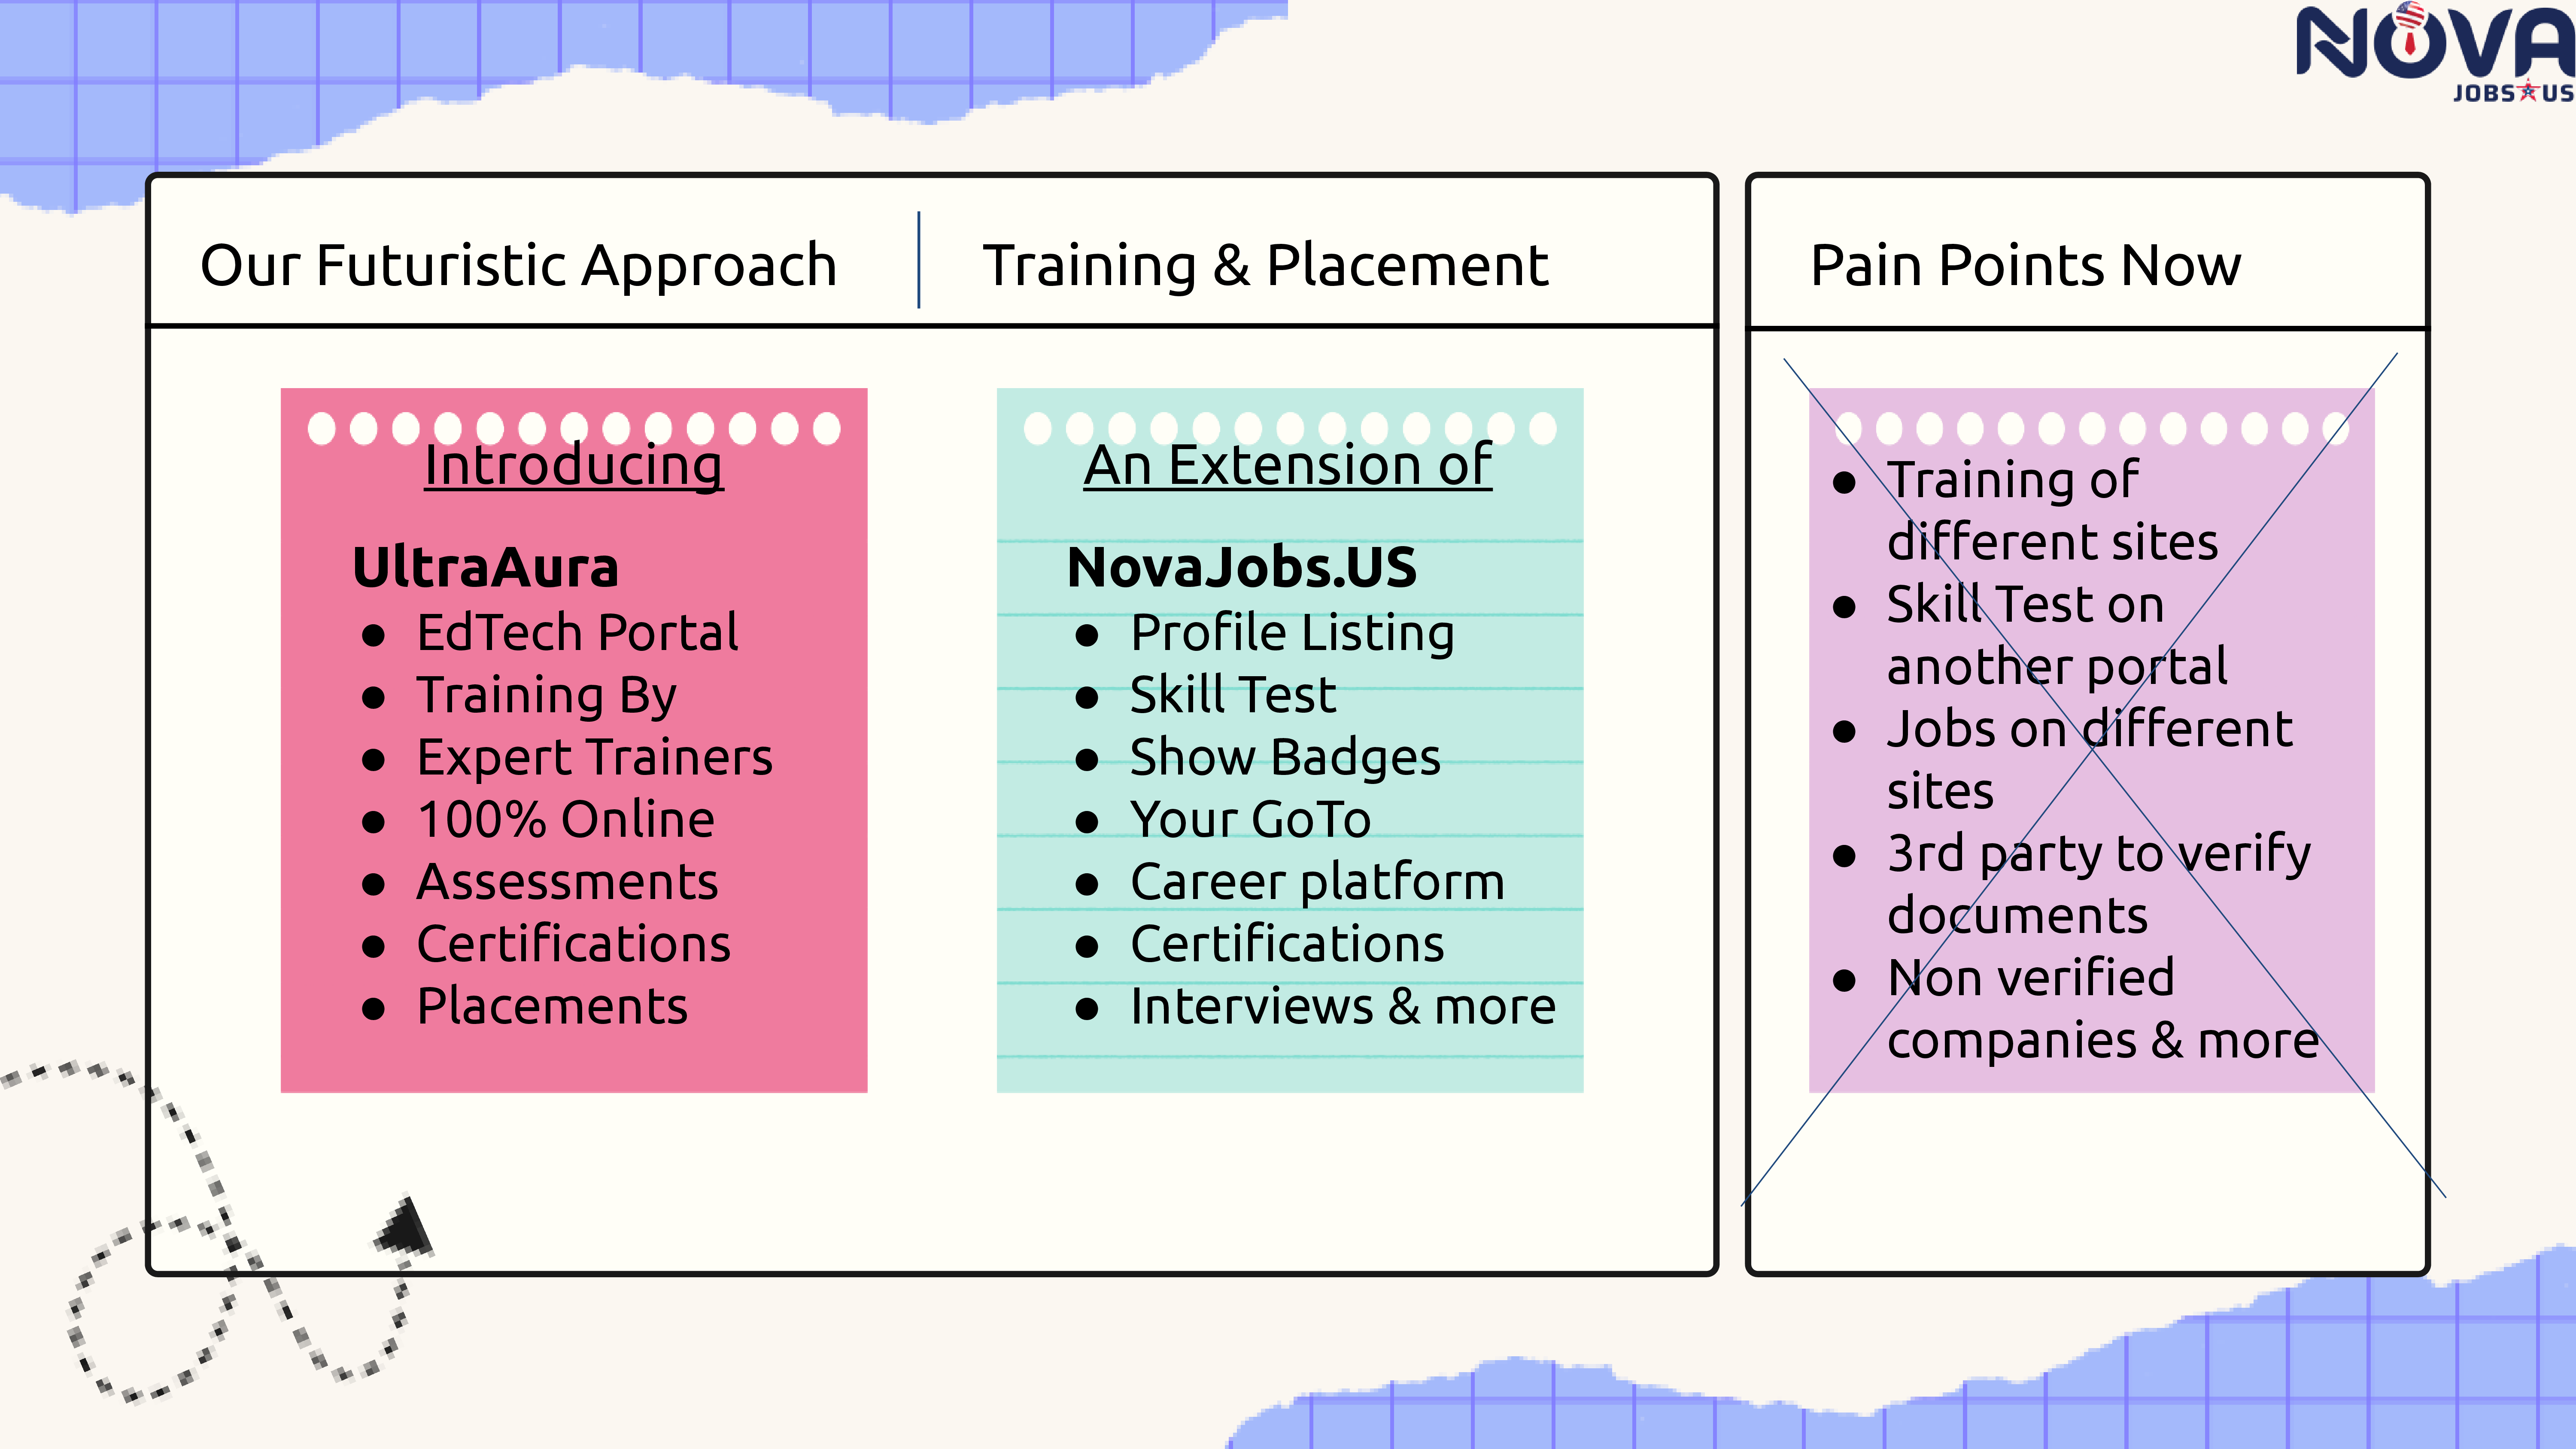 NOVA
JOBS US
Our Futuristic Approach
Training & Placement
Pain Points Now
Introducing
UltraAura
● EdTech Portal
● Training By
● Expert Trainers
● 100% Online
● Assessments
● Certifications
● Placements
An Extension of
NovaJobs.US
● Profile Listing
● Skill Test
● Show Badges
● Your GoTo
● Career platform
● Certifications
● Interviews & more
● Training of
different sites
● Skill Test on
another portal
● Jobs on different
sites
● 3rd party to verify
documents
● Non verified
companies & more